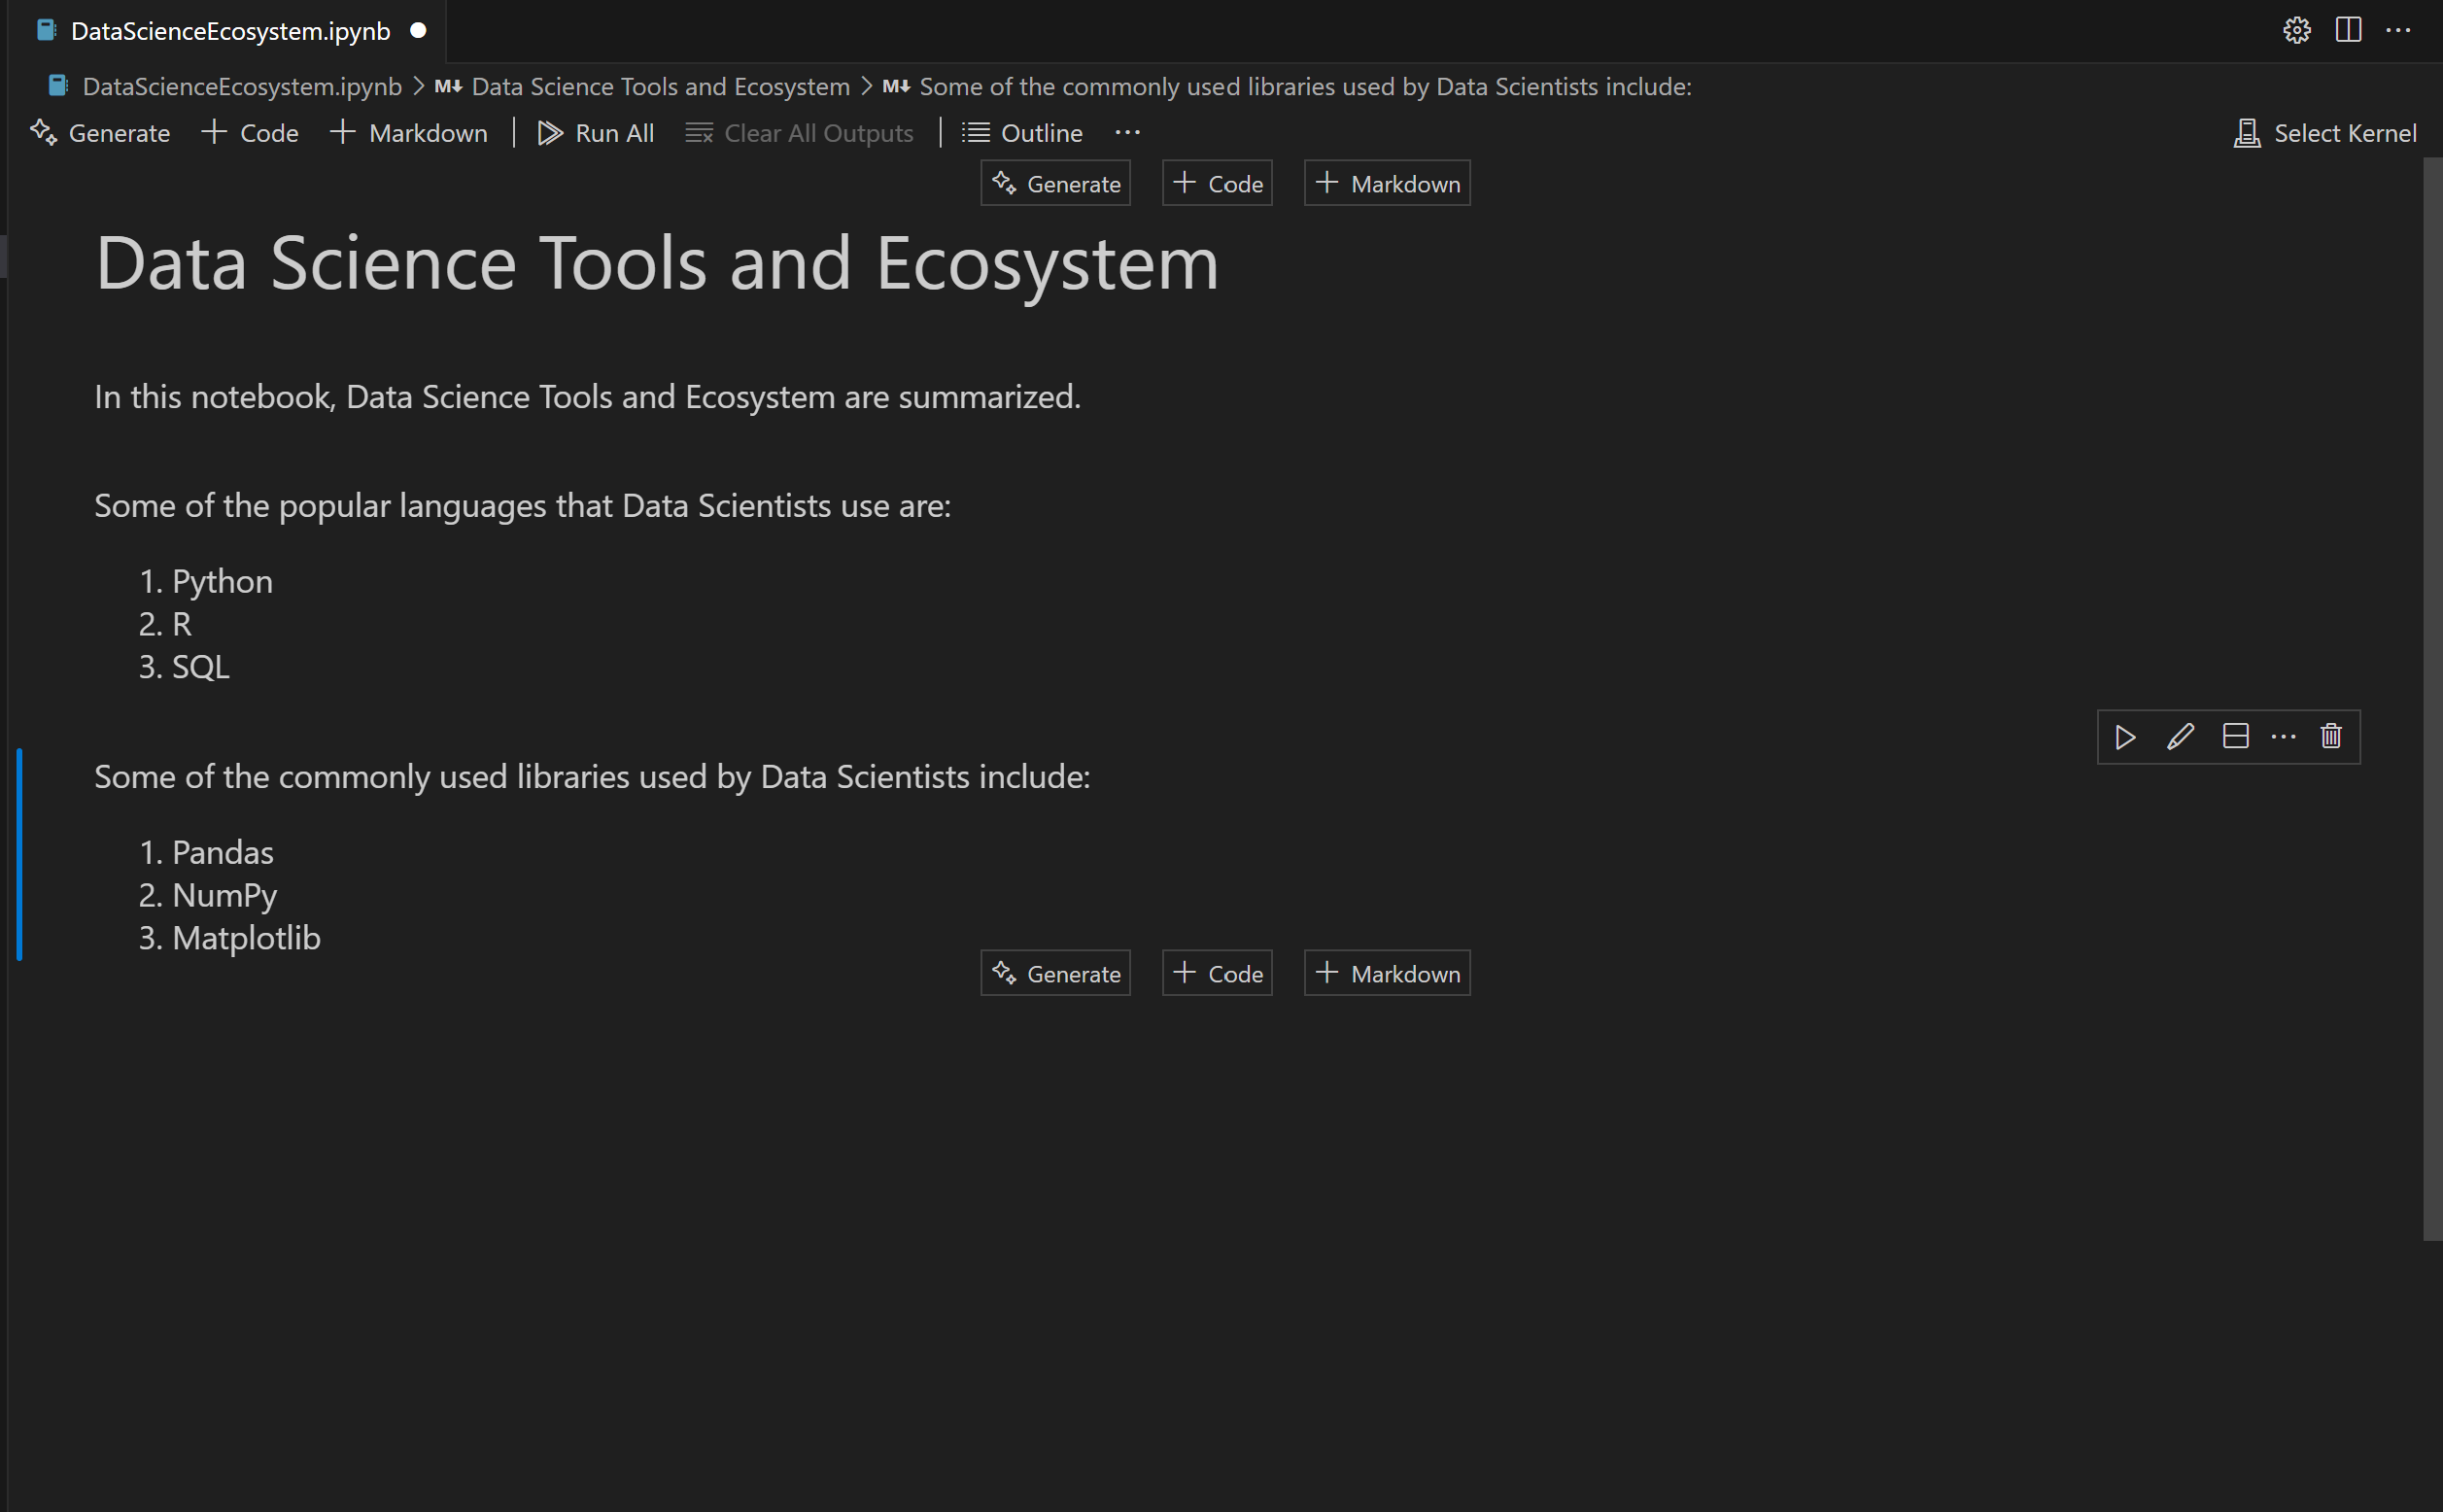 DataScienceEcosystem.ipynb
DataScienceEcosystem.ipynb > M↓ Data Science Tools and Ecosystem > M↓ Some of the commonly used libraries used by Data Scientists include:
Generate + Code + Markdown | Run All Clear All Outputs | Outline ··· Select Kernel
Generate + Code + Markdown
Data Science Tools and Ecosystem
In this notebook, Data Science Tools and Ecosystem are summarized.
Some of the popular languages that Data Scientists use are:
1. Python
2. R
3. SQL
Some of the commonly used libraries used by Data Scientists include:
1. Pandas
2. NumPy
3. Matplotlib
Generate + Code + Markdown